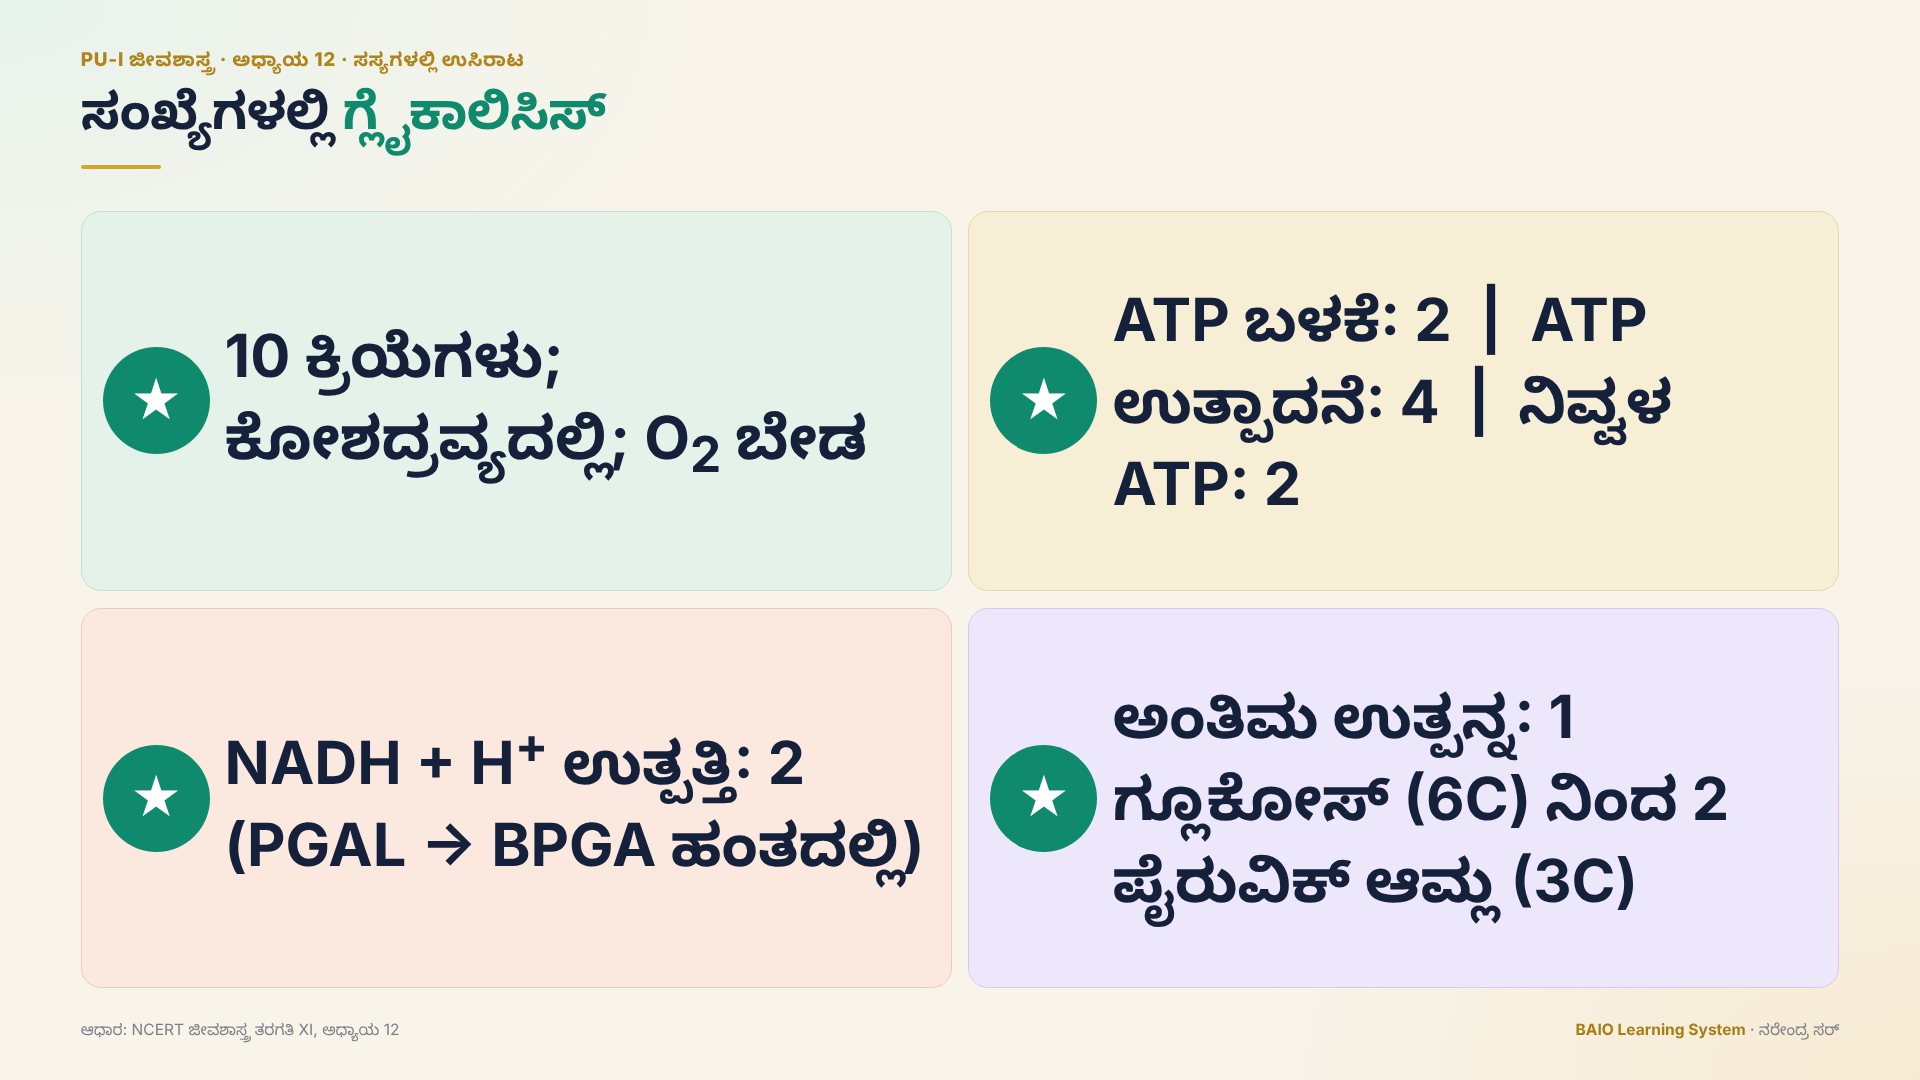 PU-I ಜೀವಶಾಸ್ತ್ರ · ಅಧ್ಯಾಯ 12 · ಸಸ್ಯಗಳಲ್ಲಿ ಉಸಿರಾಟ
ಸಂಖ್ಯೆಗಳಲ್ಲಿ ಗ್ಲೈಕಾಲಿಸಿಸ್
★ 10 ಕ್ರಿಯೆಗಳು;
ಕೋಶದ್ರವ್ಯದಲ್ಲಿ; O₂ ಬೇಡ
★ ATP ಬಳಕೆ: 2 | ATP
ಉತ್ಪಾದನೆ: 4 | ನಿವ್ವಳ
ATP: 2
★ NADH + H⁺ ಉತ್ಪತ್ತಿ: 2
(PGAL → BPGA ಹಂತದಲ್ಲಿ)
★ ಅಂತಿಮ ಉತ್ಪನ್ನ: 1
ಗ್ಲೂಕೋಸ್ (6C) ನಿಂದ 2
ಪೈರುವಿಕ್ ಆಮ್ಲ (3C)
ಆಧಾರ: NCERT ಜೀವಶಾಸ್ತ್ರ ತರಗತಿ XI, ಅಧ್ಯಾಯ 12
BAIO Learning System · ನರೇಂದ್ರ ಸರ್